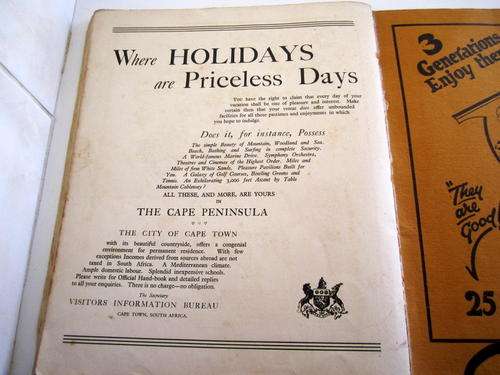 Where HOLIDAYS
are Priceless Days
You have the right to claim that every day of your
vacation shall be one of pleasure and interest. Make
certain then that your venue does offer unbounded
facilities for all those pastimes and enjoyments in which
you hope to indulge.
Does it, for instance, Possess
The simple Beauty of Mountain, Woodland and Sea.
Beach, Bathing and Surfing in complete Security.
A World-famous Marine Drive. Symphony Orchestra,
Theatres and Cinemas of the Highest Order. Miles and
Miles of firm White Sands. Pleasure Pavilions Built for
You. A Galaxy of Golf Courses, Bowling Greens and
Tennis. An Exhilarating 3,000 feet Ascent by Table
Mountain Cableway?
ALL THESE, AND MORE, ARE YOURS
IN
THE CAPE PENINSULA
THE CITY OF CAPE TOWN
with its beautiful countryside, offers a congenial
environment for permanent residence. With few
exceptions Incomes derived from sources abroad are not
taxed in South Africa. A Mediterranean climate.
Ample domestic labour. Splendid inexpensive schools.
Please write for Official Hand-book and detailed replies
to all your enquiries. There is no charge—no obligation.
The Secretary
VISITORS INFORMATION BUREAU
CAPE TOWN, SOUTH AFRICA.
3
Generations
Enjoy the
"They
are
Good
25